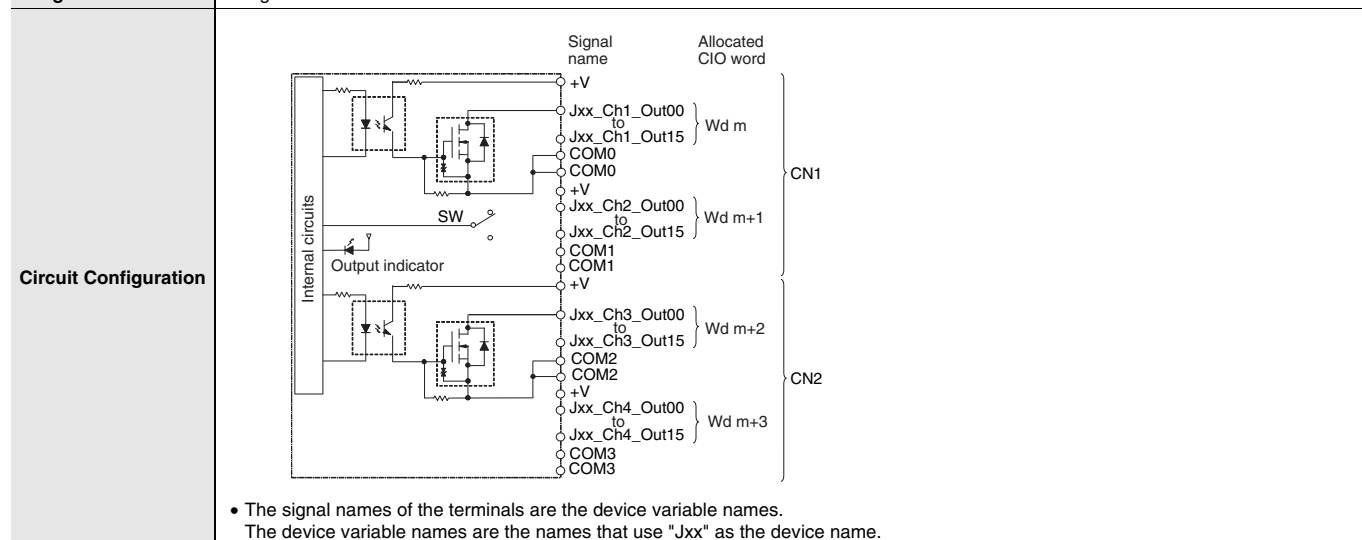 Circuit Configuration
Signal name
Allocated CIO word
+V
Jxx_Ch1_Out00
to
Jxx_Ch1_Out15
Wd m
COM0
COM0
CN1
+V
Jxx_Ch2_Out00
to
Jxx_Ch2_Out15
Wd m+1
COM1
COM1
Internal circuits
SW
Output indicator
+V
Jxx_Ch3_Out00
to
Jxx_Ch3_Out15
Wd m+2
COM2
COM2
CN2
+V
Jxx_Ch4_Out00
to
Jxx_Ch4_Out15
Wd m+3
COM3
COM3
• The signal names of the terminals are the device variable names.
The device variable names are the names that use "Jxx" as the device name.